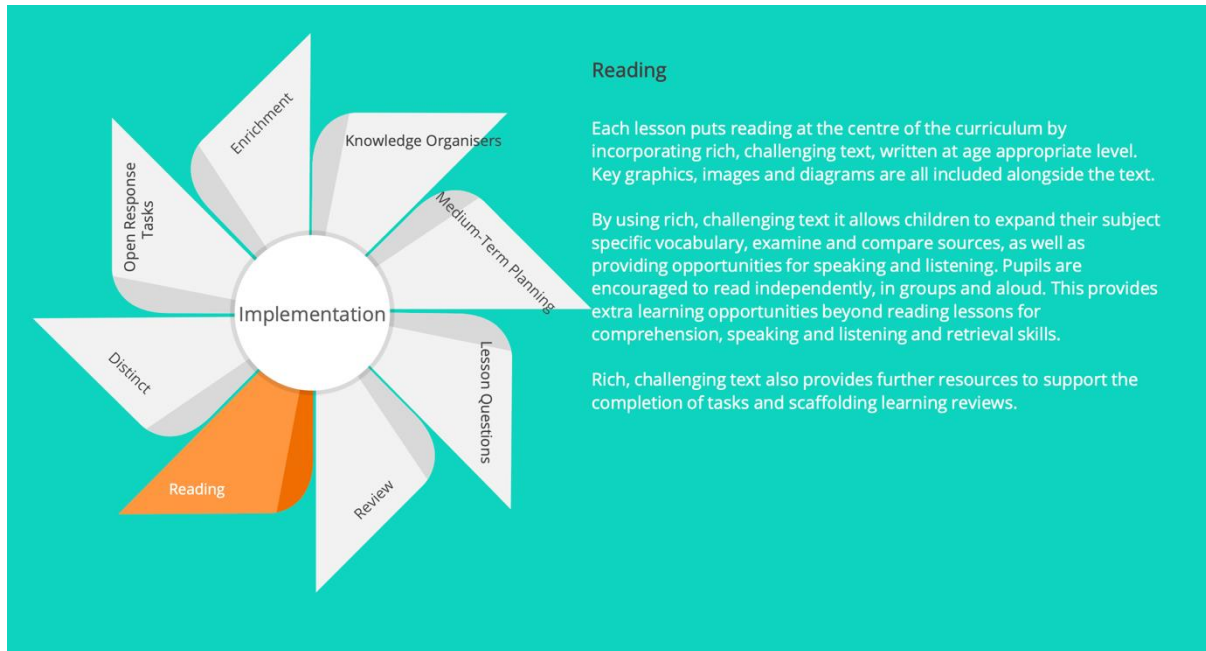 Enrichment
Knowledge Organisers
Medium-Term Planning
Lesson Questions
Review
Reading
Distinct
Open Response
Tasks
Implementation
Reading
Each lesson puts reading at the centre of the curriculum by
incorporating rich, challenging text, written at age appropriate level.
Key graphics, images and diagrams are all included alongside the text.
By using rich, challenging text it allows children to expand their subject
specific vocabulary, examine and compare sources, as well as
providing opportunities for speaking and listening. Pupils are
encouraged to read independently, in groups and aloud. This provides
extra learning opportunities beyond reading lessons for
comprehension, speaking and listening and retrieval skills.
Rich, challenging text also provides further resources to support the
completion of tasks and scaffolding learning reviews.